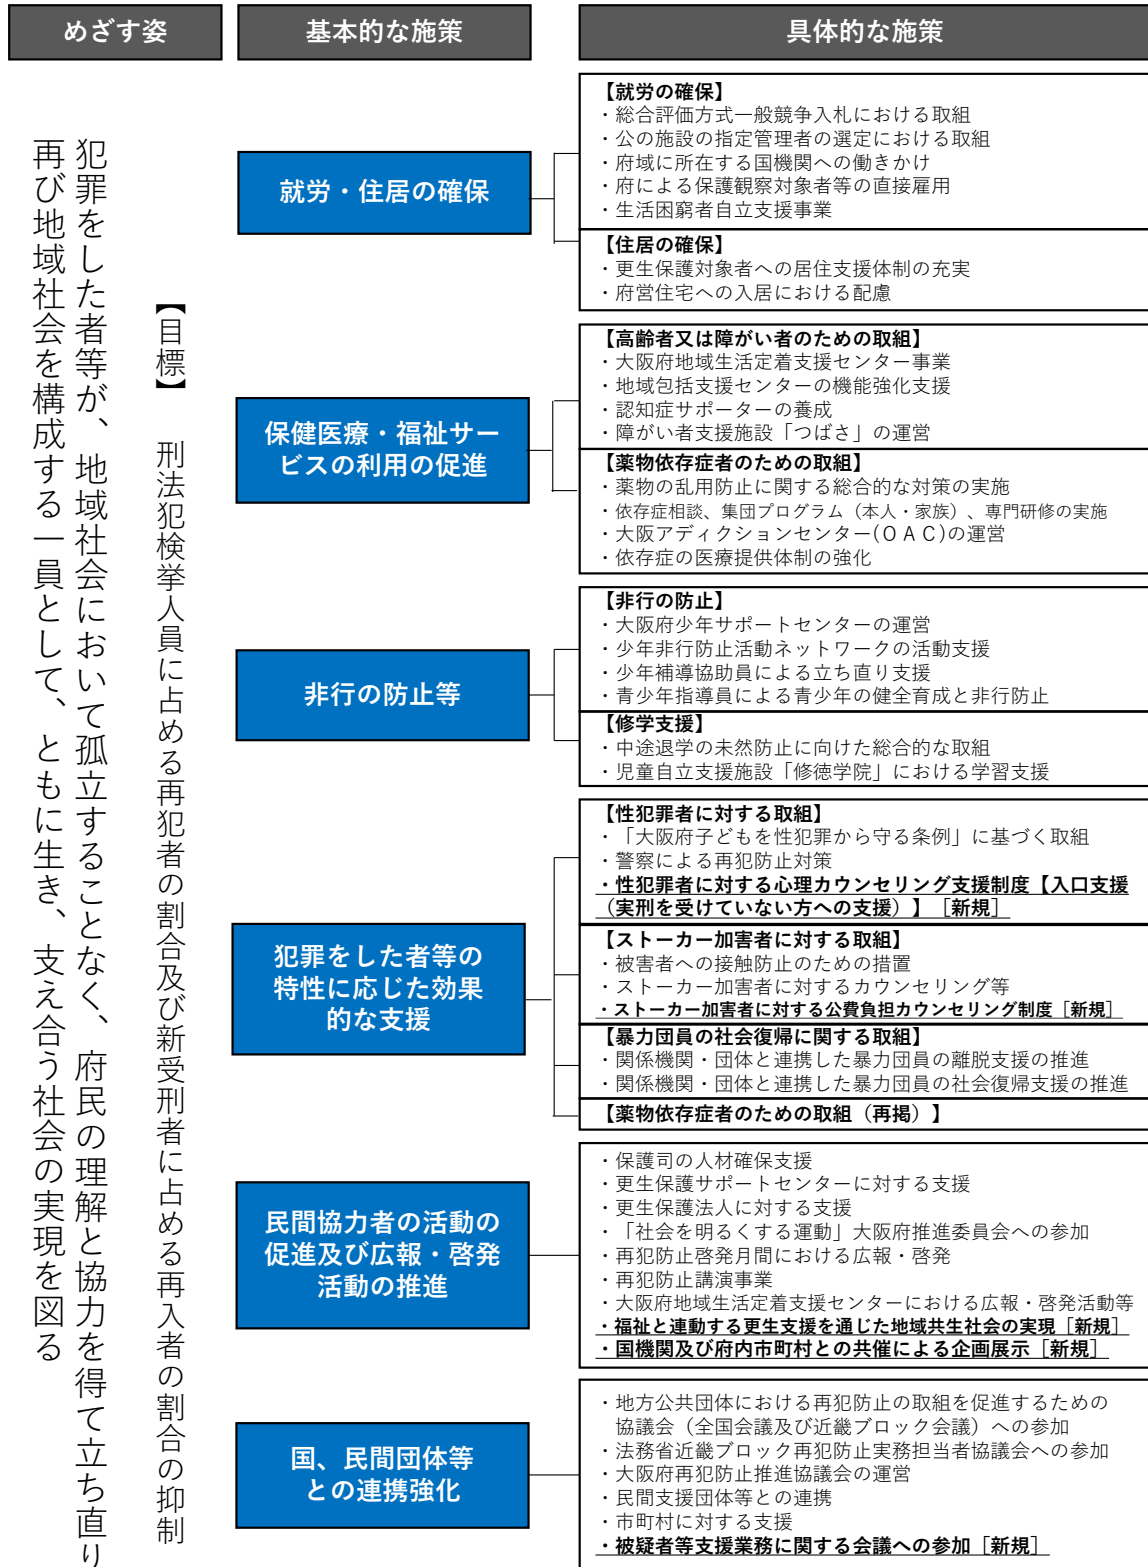 めざす姿
基本的な施策
具体的な施策
犯罪をした者等が、地域社会において孤立することなく、府民の理解と協力を得て立ち直り
再び地域社会を構成する一員として、ともに生き、支え合う社会の実現を図る
【目標】 刑法犯検挙人員に占める再犯者の割合及び新受刑者に占める再入者の割合の抑制
就労・住居の確保
【就労の確保】
・総合評価方式一般競争入札における取組
・公の施設の指定管理者の選定における取組
・府域に所在する国機関への働きかけ
・府による保護観察対象者等の直接雇用
・生活困窮者自立支援事業
【住居の確保】
・更生保護対象者への居住支援体制の充実
・府営住宅への入居における配慮
保健医療・福祉サー
ビスの利用の促進
【高齢者又は障がい者のための取組】
・大阪府地域生活定着支援センター事業
・地域包括支援センターの機能強化支援
・認知症サポーターの養成
・障がい者支援施設「つばさ」の運営
【薬物依存症者のための取組】
・薬物の乱用防止に関する総合的な対策の実施
・依存症相談、集団プログラム（本人・家族）、専門研修の実施
・大阪アディクションセンター(ＯＡＣ)の運営
・依存症の医療提供体制の強化
非行の防止等
【非行の防止】
・大阪府少年サポートセンターの運営
・少年非行防止活動ネットワークの活動支援
・少年補導協助員による立ち直り支援
・青少年指導員による青少年の健全育成と非行防止
【修学支援】
・中途退学の未然防止に向けた総合的な取組
・児童自立支援施設「修徳学院」における学習支援
犯罪をした者等の
特性に応じた効果
的な支援
【性犯罪者に対する取組】
・「大阪府子どもを性犯罪から守る条例」に基づく取組
・警察による再犯防止対策
・性犯罪者に対する心理カウンセリング支援制度【入口支援
（実刑を受けていない方への支援）】［新規］
【ストーカー加害者に対する取組】
・被害者への接触防止のための措置
・ストーカー加害者に対するカウンセリング等
・ストーカー加害者に対する公費負担カウンセリング制度［新規］
【暴力団員の社会復帰に関する取組】
・関係機関・団体と連携した暴力団員の離脱支援の推進
・関係機関・団体と連携した暴力団員の社会復帰支援の推進
【薬物依存症者のための取組（再掲）】
民間協力者の活動の
促進及び広報・啓発
活動の推進
・保護司の人材確保支援
・更生保護サポートセンターに対する支援
・更生保護法人に対する支援
・「社会を明るくする運動」大阪府推進委員会への参加
・再犯防止啓発月間における広報・啓発
・再犯防止講演事業
・大阪府地域生活定着支援センターにおける広報・啓発活動等
・福祉と連動する更生支援を通じた地域共生社会の実現［新規］
・国機関及び府内市町村との共催による企画展示［新規］
国、民間団体等
との連携強化
・地方公共団体における再犯防止の取組を促進するための
協議会（全国会議及び近畿ブロック会議）への参加
・法務省近畿ブロック再犯防止実務担当者協議会への参加
・大阪府再犯防止推進協議会の運営
・民間支援団体等との連携
・市町村に対する支援
・被疑者等支援業務に関する会議への参加［新規］